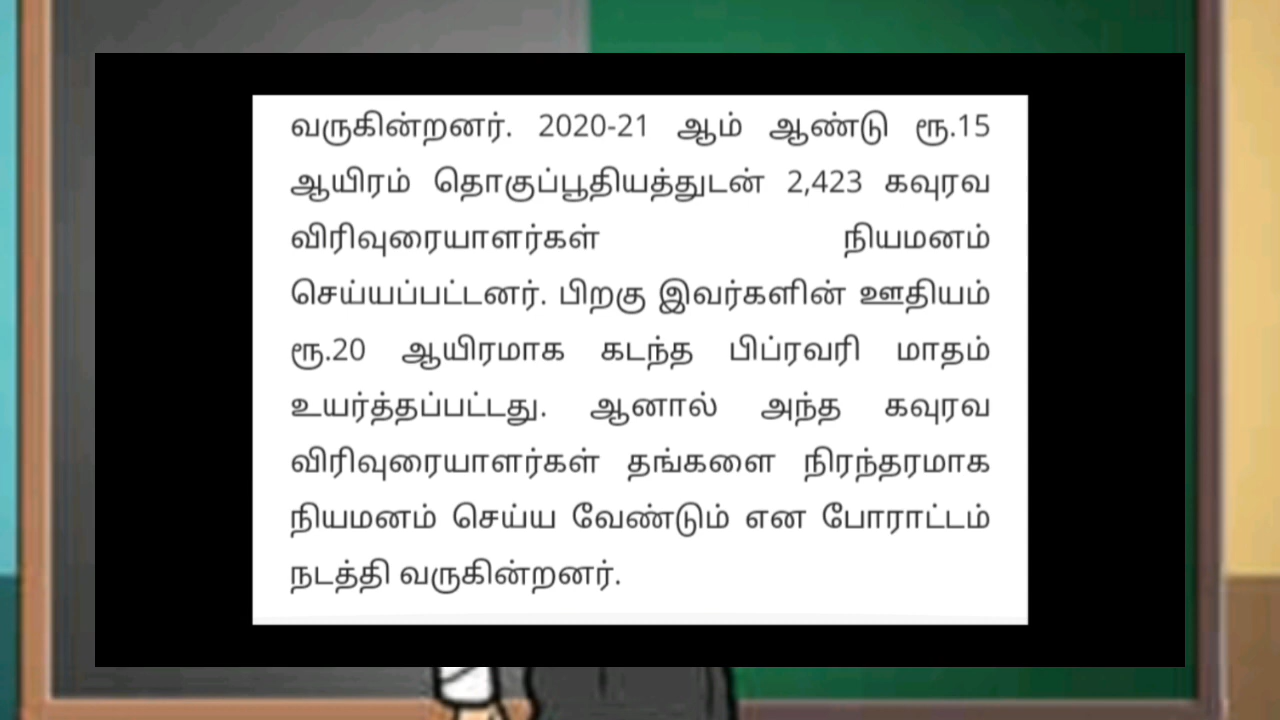 வருகின்றனர். 2020-21 ஆம் ஆண்டு ரூ.15
ஆயிரம் தொகுப்பூதியத்துடன் 2,423 கவுரவ
விரிவுரையாளர்கள் நியமனம்
செய்யப்பட்டனர். பிறகு இவர்களின் ஊதியம்
ரூ.20 ஆயிரமாக கடந்த பிப்ரவரி மாதம்
உயர்த்தப்பட்டது. ஆனால் அந்த கவுரவ
விரிவுரையாளர்கள் தங்களை நிரந்தரமாக
நியமனம் செய்ய வேண்டும் என போராட்டம்
நடத்தி வருகின்றனர்.